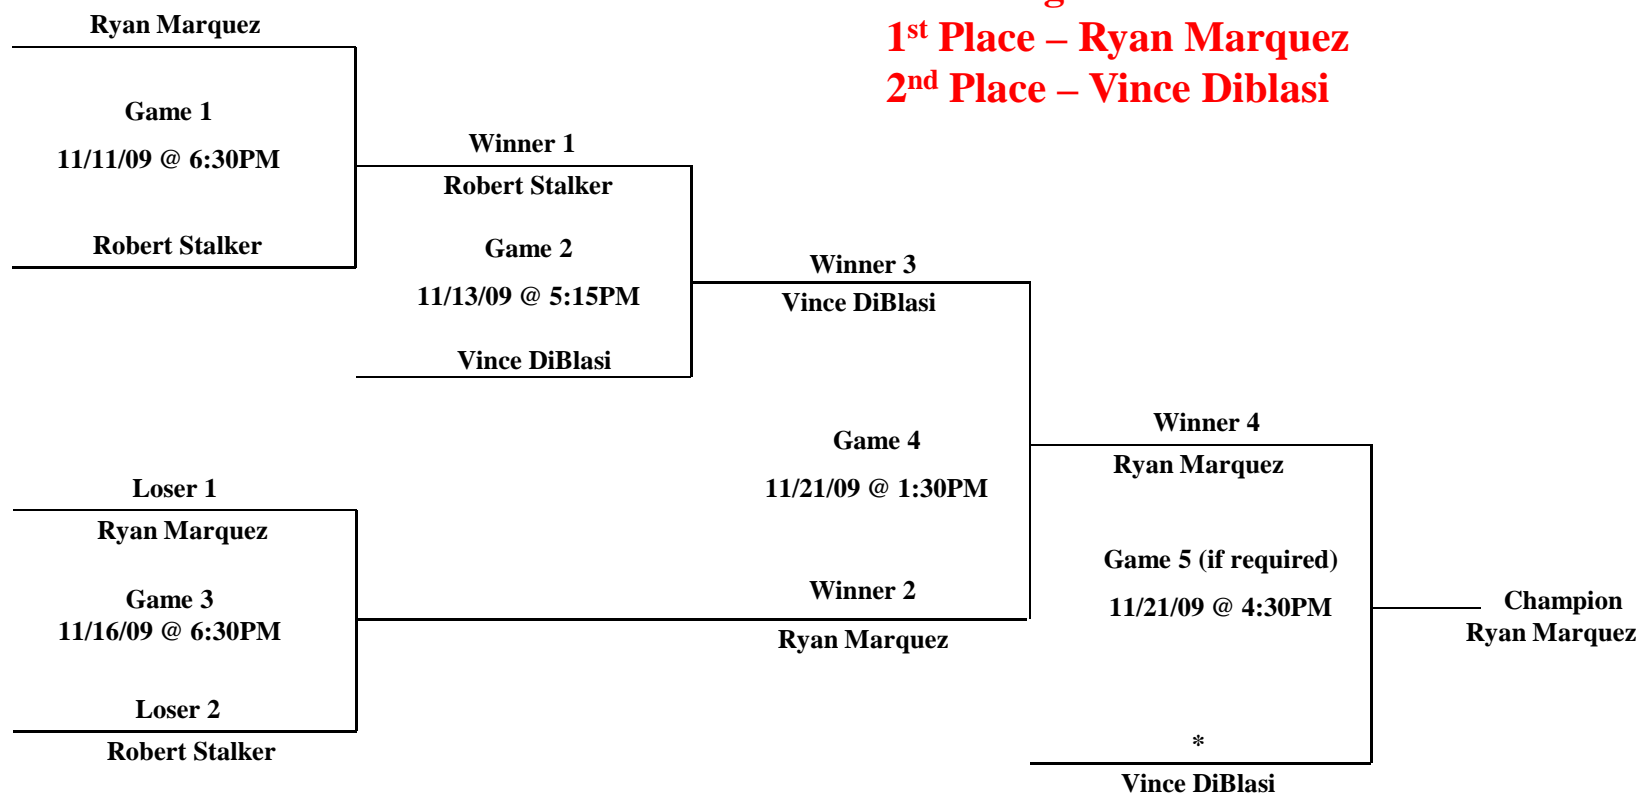 Ryan Marquez
1st Place – Ryan Marquez
2nd Place – Vince Diblasi
Game 1
11/11/09 @ 6:30PM
Robert Stalker
Winner 1
Robert Stalker
Game 2
11/13/09 @ 5:15PM
Vince DiBlasi
Winner 3
Vince DiBlasi
Game 4
11/21/09 @ 1:30PM
Winner 2
Ryan Marquez
Loser 1
Ryan Marquez
Game 3
11/16/09 @ 6:30PM
Loser 2
Robert Stalker
Winner 4
Ryan Marquez
Game 5 (if required)
11/21/09 @ 4:30PM
*
Vince DiBlasi
Champion
Ryan Marquez